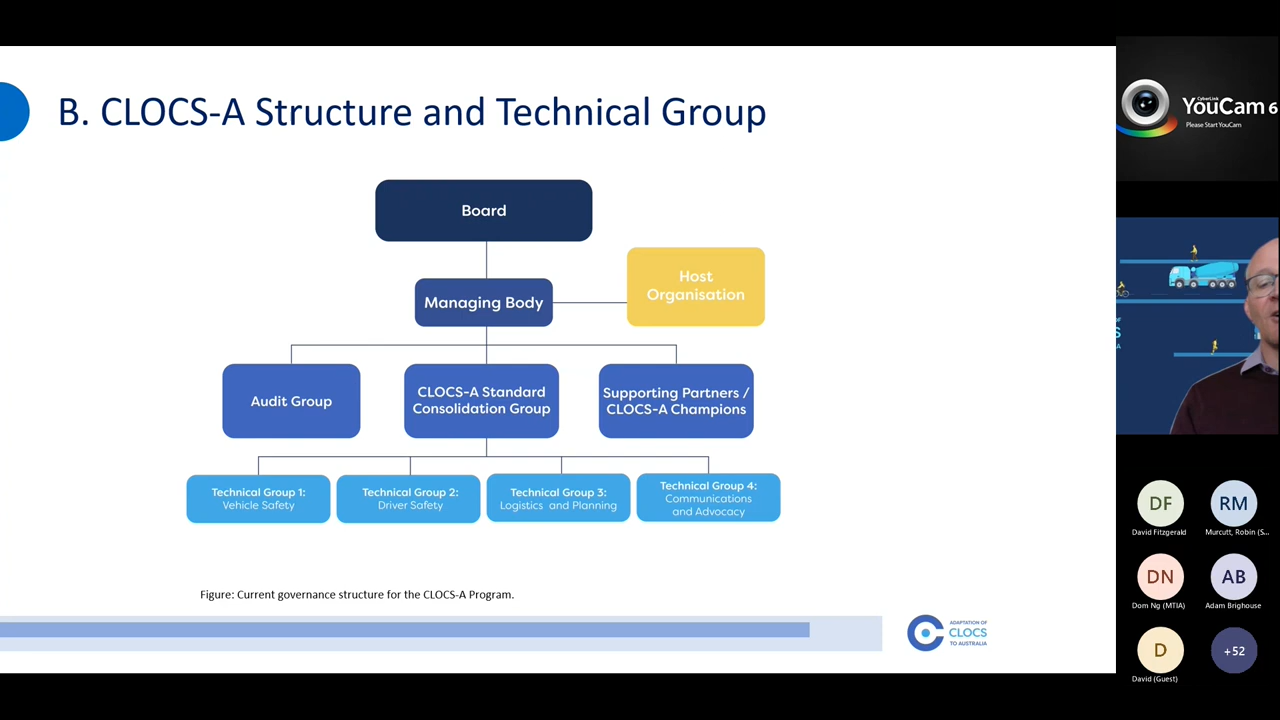 B. CLOCS-A Structure and Technical Group
Board
Managing Body
Host
Organisation
Audit Group
CLOCS-A Standard
Consolidation Group
Supporting Partners /
CLOCS-A Champions
Technical Group 1:
Vehicle Safety
Technical Group 2:
Driver Safety
Technical Group 3:
Logistics and Planning
Technical Group 4:
Communications
and Advocacy
Figure: Current governance structure for the CLOCS-A Program.
ADAPTATION OF
CLOCS
TO AUSTRALIA
CyberLink
YouCam 6
Please Start YouCam
DF
David Fitzgerald
RM
Murcutt, Robin (S...
DN
Dom Ng (MTIA)
AB
Adam Brighouse
D
David (Guest)
+52